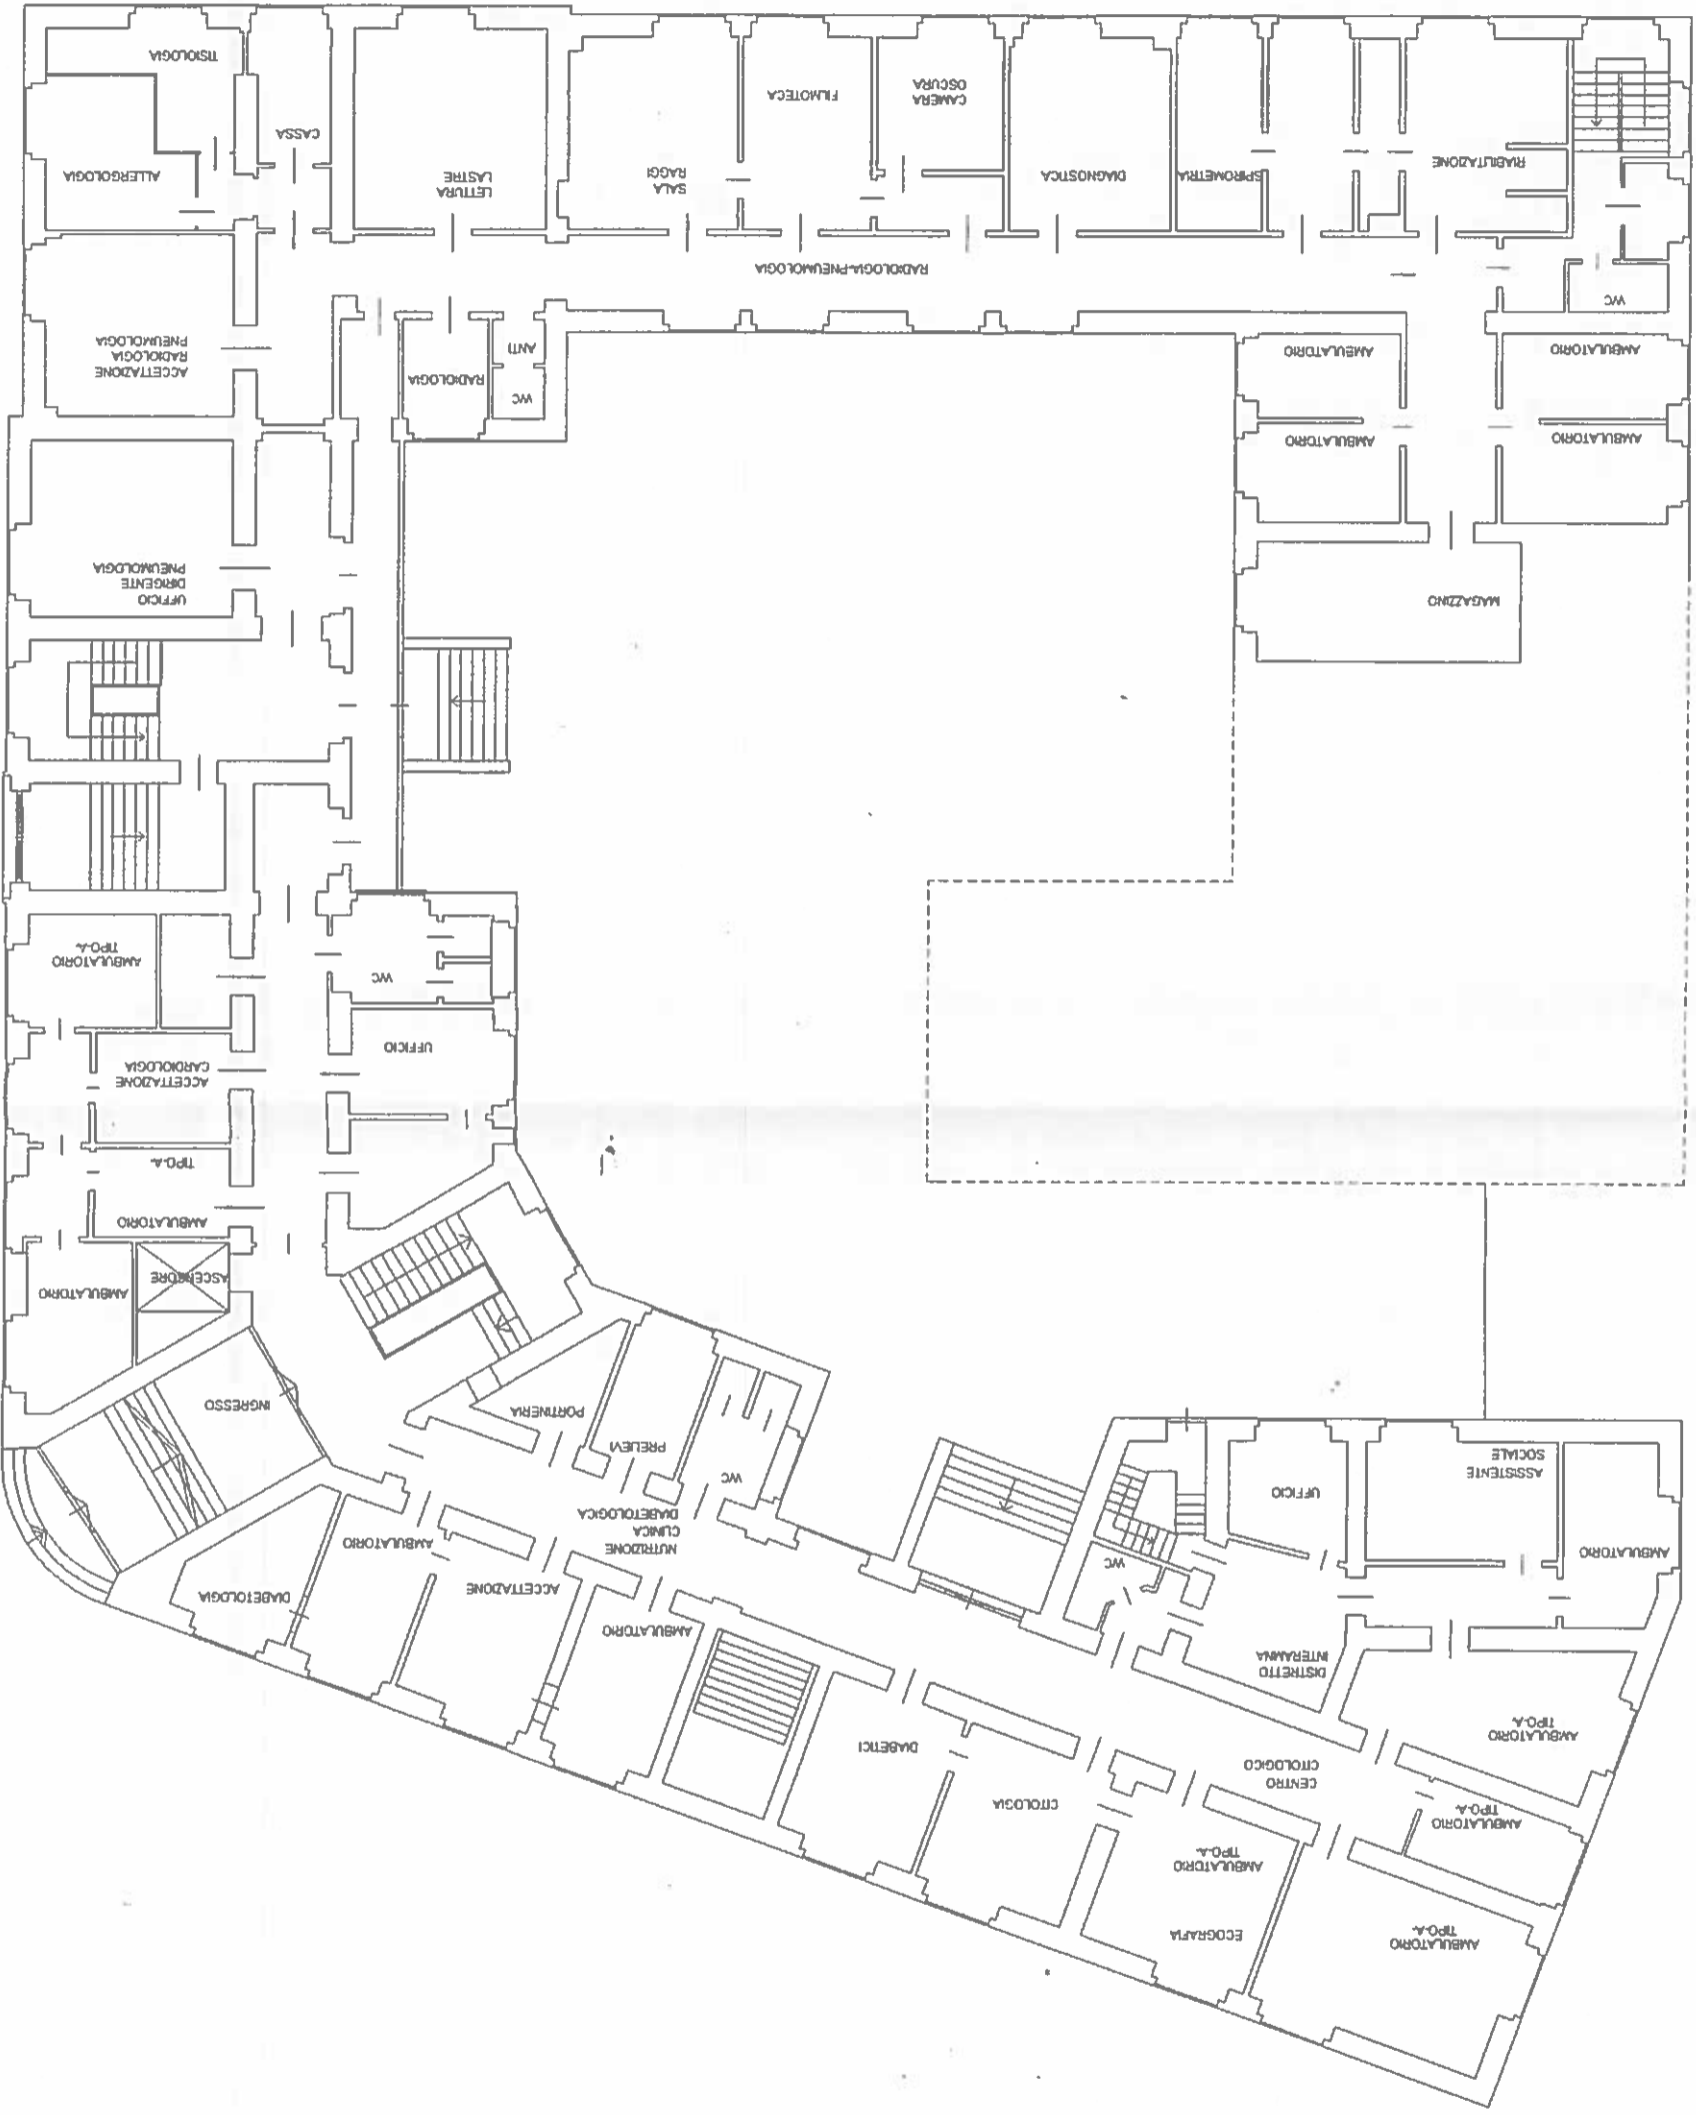 AMBULATORIO
TIPO-A-
ECOGRAFIA
AMBULATORIO
TIPO-A-
AMBULATORIO
TIPO-A-
CITOLOGIA
CENTRO
CITOLOGICO
DIABETICI
AMBULATORIO
TIPO-A-
DISTRETTO
INTERAMNA
AMBULATORIO
ACCETTAZIONE
DIABETOLOGIA
AMBULATORIO
NUTRIZIONE
CLINICA
DIABETOLOGICA
AMBULATORIO
WC
UFFICIO
ASSISTENTE
SOCIALE
WC
PRELIEVI
PORTINERIA
INGRESSO
AMBULATORIO
ASCENSORE
AMBULATORIO
TIPO-A-
ACCETTAZIONE
CARDIOLOGIA
UFFICIO
WC
AMBULATORIO
TIPO-A-
MAGAZZINO
UFFICIO
DIRIGENTE
PNEUMOLOGIA
AMBULATORIO
AMBULATORIO
AMBULATORIO
AMBULATORIO
WC
ANTI
RADIOLOGIA
ACCETTAZIONE
RADIOLOGIA
PNEUMOLOGIA
WC
RADIOLOGIA-PNEUMOLOGIA
RIABILITAZIONE
SPIROMETRIA
DIAGNOSTICA
CAMERA
OSCURA
FILMOTECA
SALA
RAGGI
LETTURA
LASTRE
CASSA
ALLERGOLOGIA
TISIOLOGIA